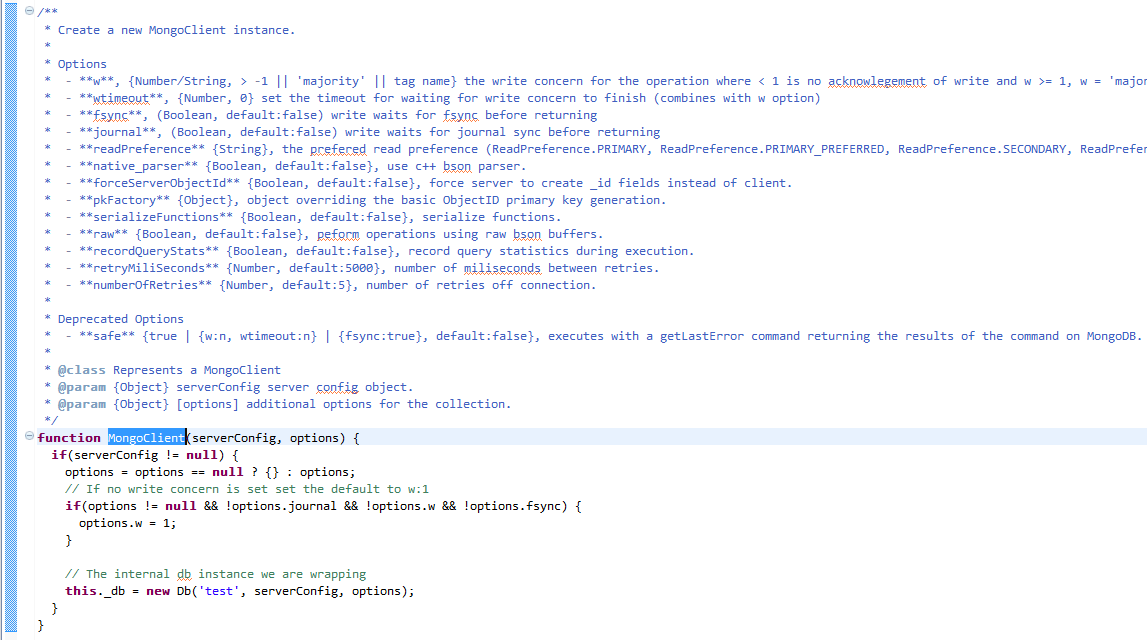 /**
 * Create a new MongoClient instance.
 *
 * Options
 *  - **w**, {Number/String, > -1 || 'majority' || tag name} the write concern for the operation where < 1 is no acknowlegement of write and w >= 1, w = 'major
 *  - **wtimeout**, {Number, 0} set the timeout for waiting for write concern to finish (combines with w option)
 *  - **fsync**, (Boolean, default:false) write waits for fsync before returning
 *  - **journal**, (Boolean, default:false) write waits for journal sync before returning
 *  - **readPreference** {String}, the prefered read preference (ReadPreference.PRIMARY, ReadPreference.PRIMARY_PREFERRED, ReadPreference.SECONDARY, ReadPrefer
 *  - **native_parser** {Boolean, default:false}, use c++ bson parser.
 *  - **forceServerObjectId** {Boolean, default:false}, force server to create _id fields instead of client.
 *  - **pkFactory** {Object}, object overriding the basic ObjectID primary key generation.
 *  - **serializeFunctions** {Boolean, default:false}, serialize functions.
 *  - **raw** {Boolean, default:false}, peform operations using raw bson buffers.
 *  - **recordQueryStats** {Boolean, default:false}, record query statistics during execution.
 *  - **retryMiliSeconds** {Number, default:5000}, number of miliseconds between retries.
 *  - **numberOfRetries** {Number, default:5}, number of retries off connection.
 *
 * Deprecated Options
 *  - **safe** {true | {w:n, wtimeout:n} | {fsync:true}, default:false}, executes with a getLastError command returning the results of the command on MongoDB.
 *
 * @class Represents a MongoClient
 * @param {Object} serverConfig server config object.
 * @param {Object} [options] additional options for the collection.
 */
function MongoClient(serverConfig, options) {
  if(serverConfig != null) {
    options = options == null ? {} : options;
    // If no write concern is set set the default to w:1
    if(options != null && !options.journal && !options.w && !options.fsync) {
      options.w = 1;
    }

    // The internal db instance we are wrapping
    this._db = new Db('test', serverConfig, options);
  }
}